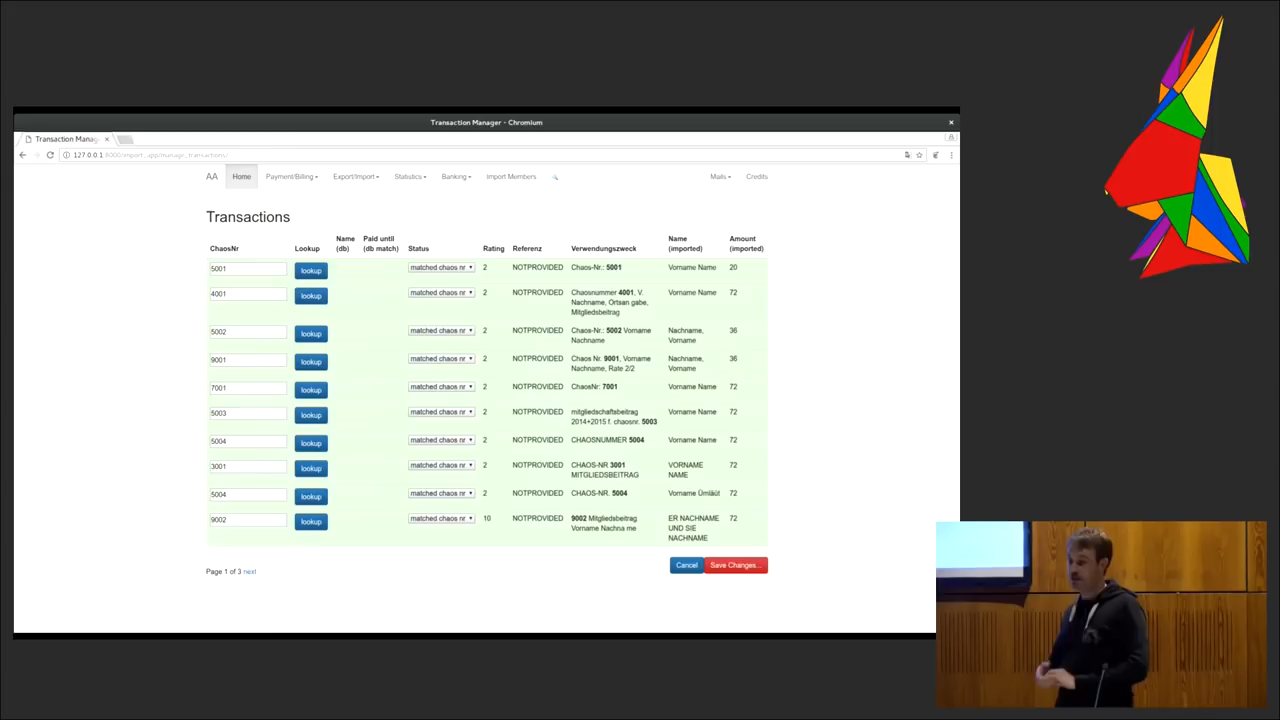 Transaction Manager - Chromium
Transaction Manag
127.0.0.1:8000/import_app/manage_transactions/
AA Home Payment/Billing Export/Import Statistics Banking Import Members Mails Credits
Transactions
ChaosNr Lookup Name (db) Paid until (db match) Status Rating Referenz Verwendungszweck Name (imported) Amount (imported)
5001 lookup matched chaos nr 2 NOTPROVIDED Chaos-Nr.: 5001 Vorname Name 20
4001 lookup matched chaos nr 2 NOTPROVIDED Chaosnummer 4001, V. Vorname Name 72
Nachname, Ortsan gabe,
Mitgliedsbeitrag
5002 lookup matched chaos nr 2 NOTPROVIDED Chaos-Nr.: 5002 Vorname Nachname, 36
Nachname Vorname
9001 lookup matched chaos nr 2 NOTPROVIDED Chaos Nr. 9001, Vorname Nachname, 36
Nachname, Rate 2/2 Vorname
7001 lookup matched chaos nr 2 NOTPROVIDED ChaosNr: 7001 Vorname Name 72
5003 lookup matched chaos nr 2 NOTPROVIDED mitgliedschaftsbeitrag Vorname Name 72
2014+2015 f. chaosnr. 5003
5004 lookup matched chaos nr 2 NOTPROVIDED CHAOSNUMMER 5004 Vorname Name 72
3001 lookup matched chaos nr 2 NOTPROVIDED CHAOS-NR 3001 VORNAME 72
MITGLIEDSBEITRAG NAME
5004 lookup matched chaos nr 2 NOTPROVIDED CHAOS-NR. 5004 Vorname Ümläüt 72
9002 lookup matched chaos nr 10 NOTPROVIDED 9002 Mitgliedsbeitrag ER NACHNAME 72
Vorname Nachna me UND SIE
NACHNAME
Cancel Save Changes...
Page 1 of 3 next